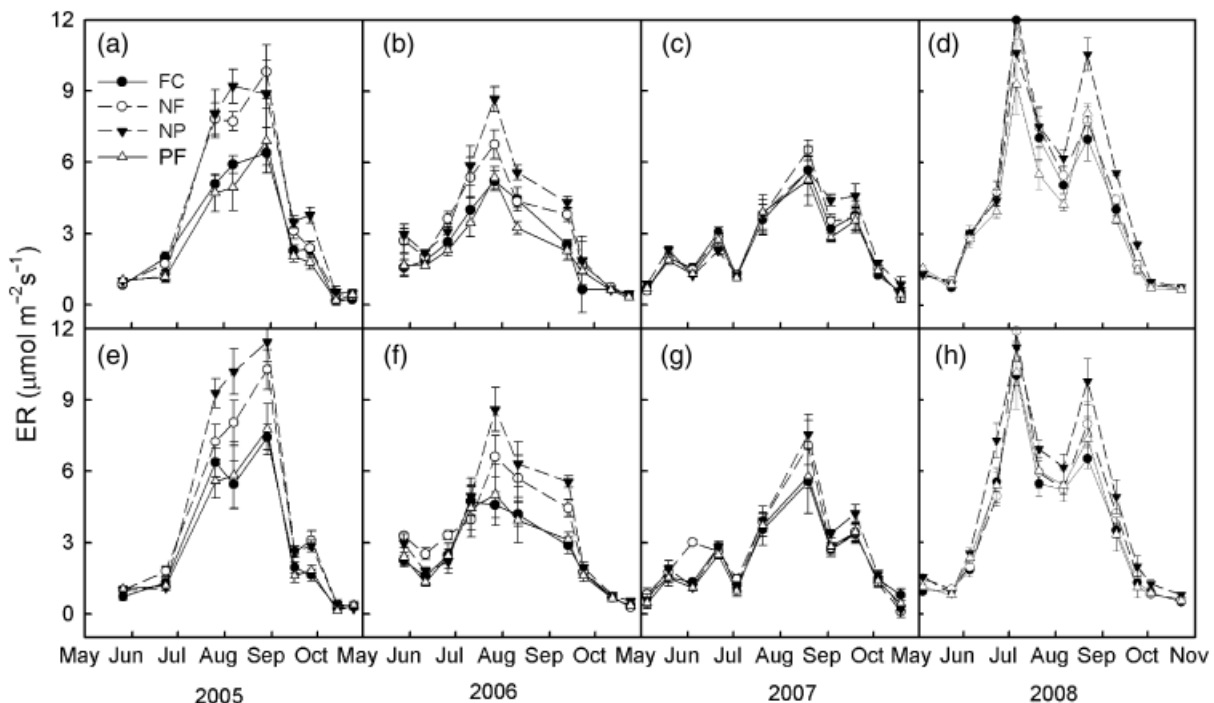 12
9
6
3
0
(a)
FC
NF
NP
PF
(b)
(c)
(d)
12
9
6
3
0
(e)
(f)
(g)
(h)
ER (μmol m⁻²s⁻¹)
May Jun Jul Aug Sep Oct May Jun Jul Aug Sep Oct May Jun Jul Aug Sep Oct May Jun Jul Aug Sep Oct Nov
2005 2006 2007 2008